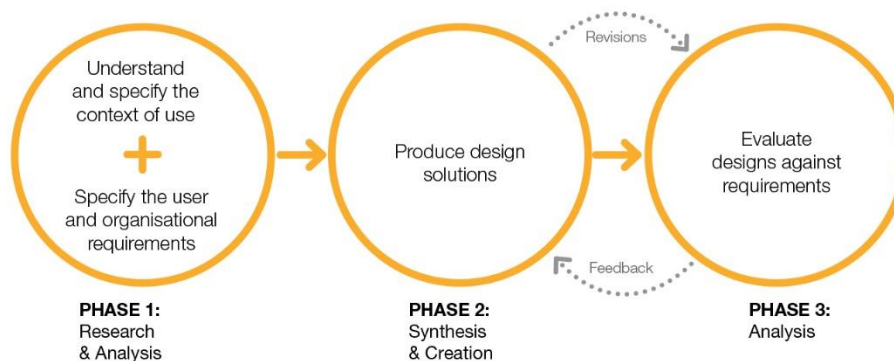 Understand
and specify the
context of use
+
Specify the user
and organisational
requirements
Produce design
solutions
Revisions
Evaluate
designs against
requirements
Feedback
PHASE 1:
Research
& Analysis
PHASE 2:
Synthesis
& Creation
PHASE 3:
Analysis